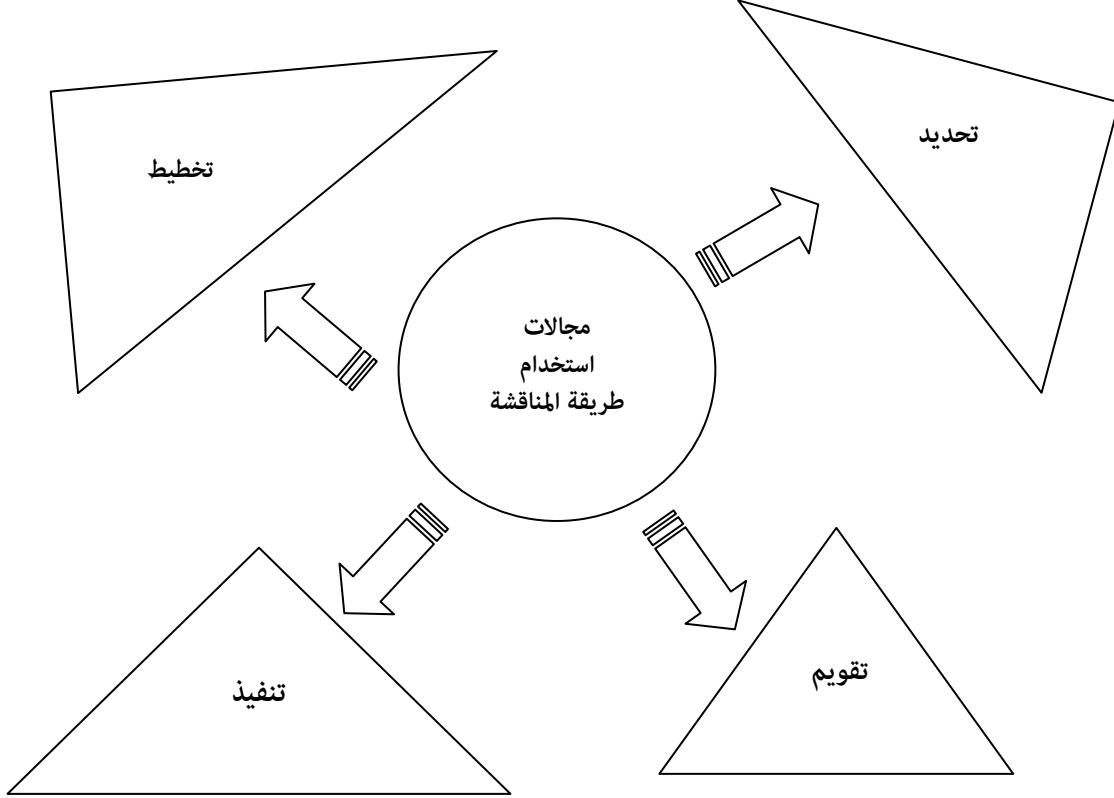 تحديد
تخطيط
مجالات
استخدام
طريقة المناقشة
تقويم
تنفيذ